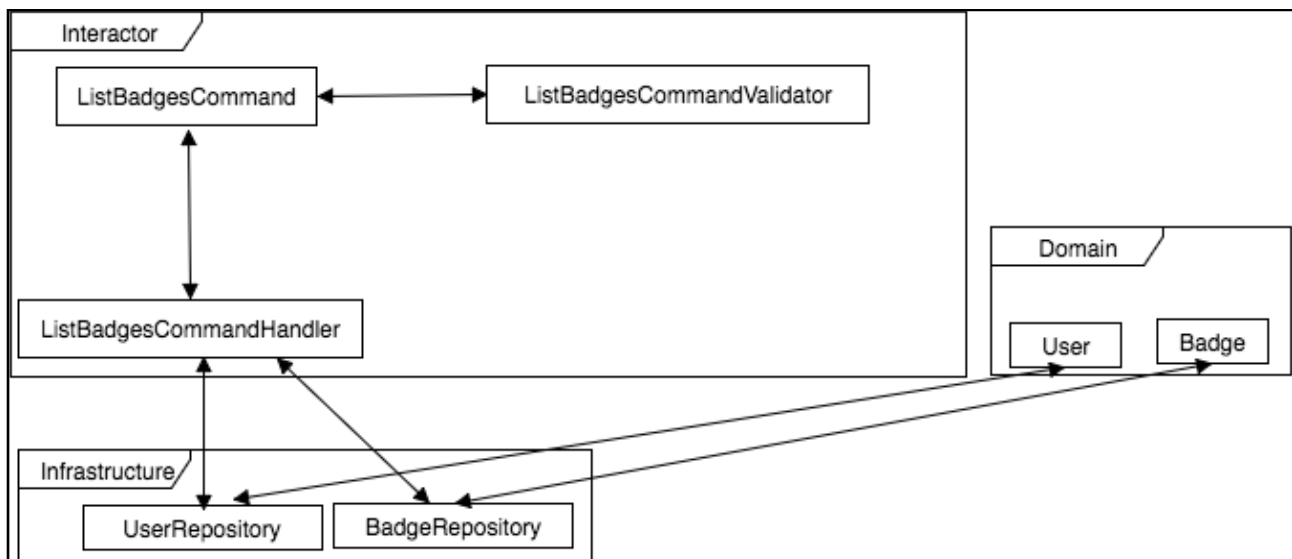 Interactor
ListBadgesCommand
ListBadgesCommandValidator
ListBadgesCommandHandler
Domain
User
Badge
Infrastructure
UserRepository
BadgeRepository